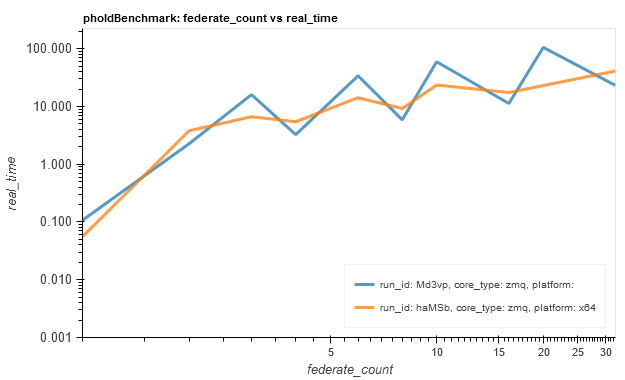 pholdBenchmark: federate_count vs real_time
100.000
10.000
1.000
0.100
0.010
0.001
real_time
5
10
15
20
25
30
federate_count
run_id: Md3vp, core_type: zmq, platform:
run_id: haMSb, core_type: zmq, platform: x64